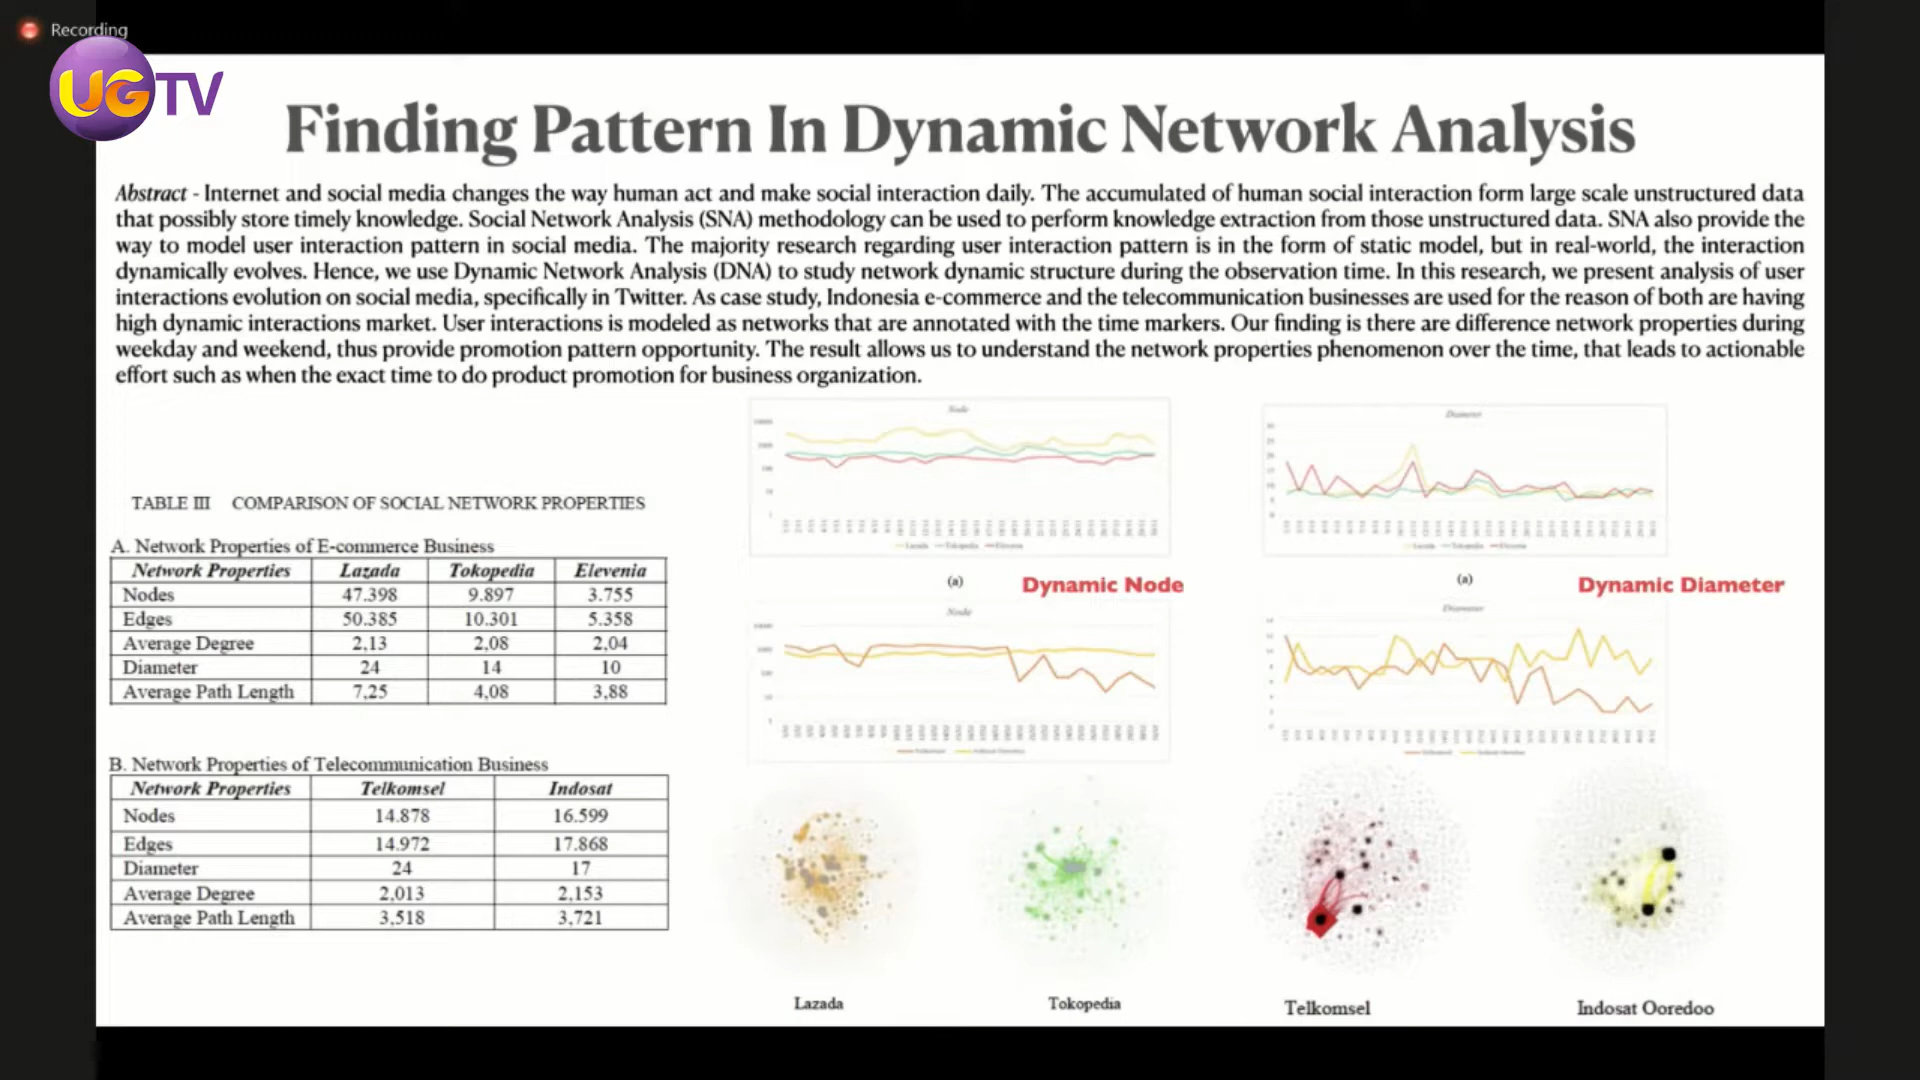 Recording
UGTV
Finding Pattern In Dynamic Network Analysis
Abstract - Internet and social media changes the way human act and make social interaction daily. The accumulated of human social interaction form large scale unstructured data
that possibly store timely knowledge. Social Network Analysis (SNA) methodology can be used to perform knowledge extraction from those unstructured data. SNA also provide the
way to model user interaction pattern in social media. The majority research regarding user interaction pattern is in the form of static model, but in real-world, the interaction
dynamically evolves. Hence, we use Dynamic Network Analysis (DNA) to study network dynamic structure during the observation time. In this research, we present analysis of user
interactions evolution on social media, specifically in Twitter. As case study, Indonesia e-commerce and the telecommunication businesses are used for the reason of both are having
high dynamic interactions market. User interactions is modeled as networks that are annotated with the time markers. Our finding is there are difference network properties during
weekday and weekend, thus provide promotion pattern opportunity. The result allows us to understand the network properties phenomenon over the time, that leads to actionable
effort such as when the exact time to do product promotion for business organization.
TABLE III COMPARISON OF SOCIAL NETWORK PROPERTIES
A. Network Properties of E-commerce Business
Network Properties Lazada Tokopedia Elevenia
Nodes 47.398 9.897 3.755
Edges 50.385 10.301 5.358
Average Degree 2,13 2,08 2,04
Diameter 24 14 10
Average Path Length 7,25 4,08 3,88
B. Network Properties of Telecommunication Business
Network Properties Telkomsel Indosat
Nodes 14.878 16.599
Edges 14.972 17.868
Diameter 24 17
Average Degree 2,013 2,153
Average Path Length 3,518 3,721
Node
Lazada Tokopedia Elevenia
(a) Dynamic Node
Node
Diameter
Lazada Tokopedia Elevenia
(a) Dynamic Diameter
Diameter
Lazada
Tokopedia
Telkomsel
Indosat Ooredoo